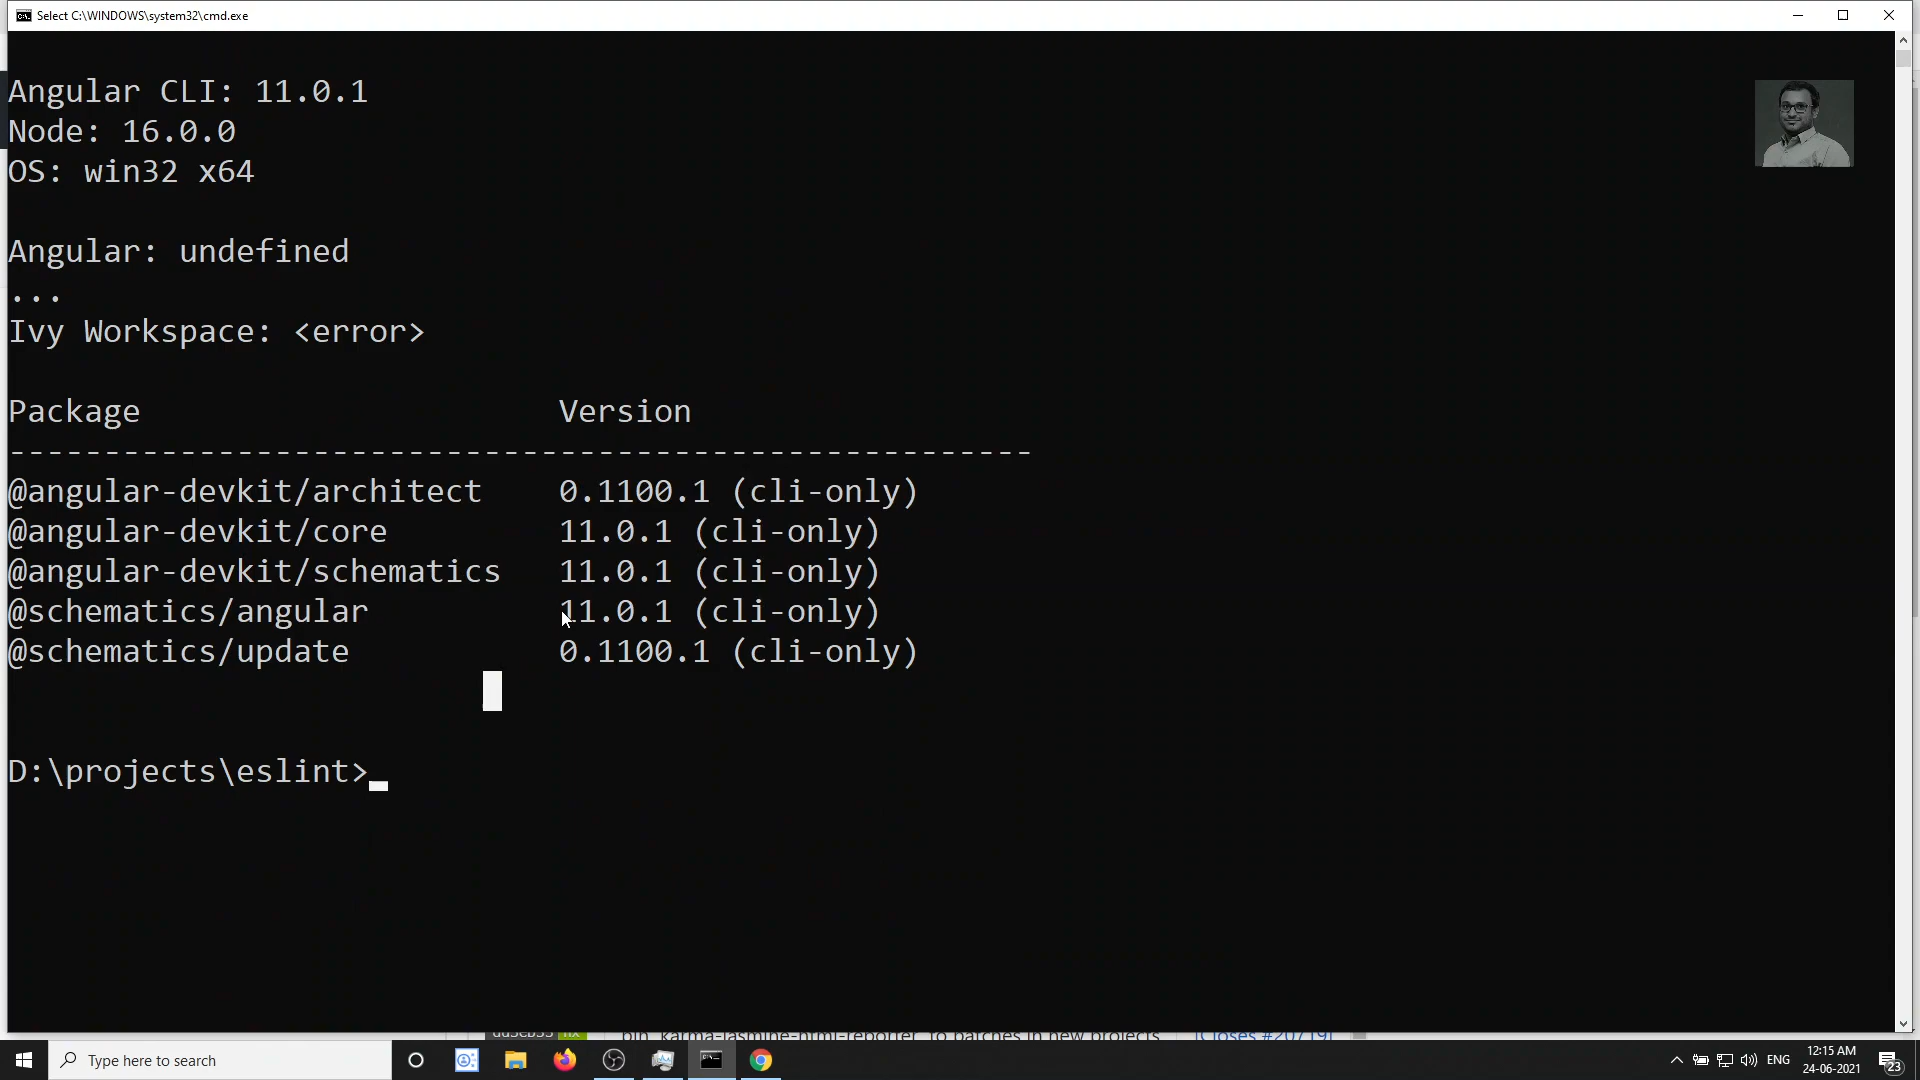 Select C:\WINDOWS\system32\cmd.exe
Angular CLI: 11.0.1
Node: 16.0.0
OS: win32 x64
Angular: undefined
...
Ivy Workspace: <error>
Package Version
------------------------------------------------------
@angular-devkit/architect 0.1100.1 (cli-only)
@angular-devkit/core 11.0.1 (cli-only)
@angular-devkit/schematics 11.0.1 (cli-only)
@schematics/angular 11.0.1 (cli-only)
@schematics/update 0.1100.1 (cli-only)
D:\projects\eslint>
Type here to search
ENG
12:15 AM
24-06-2021
23